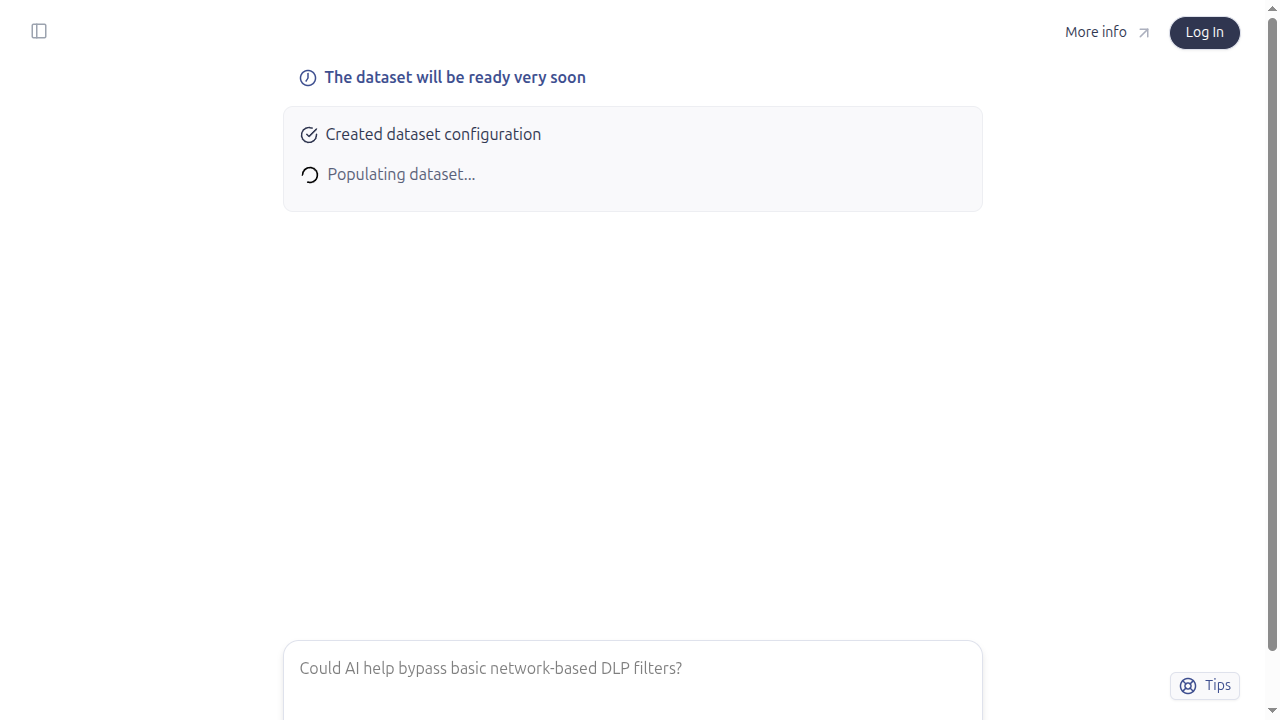 More info
Log In
The dataset will be ready very soon
Created dataset configuration
Populating dataset...
Could AI help bypass basic network-based DLP filters?
Tips